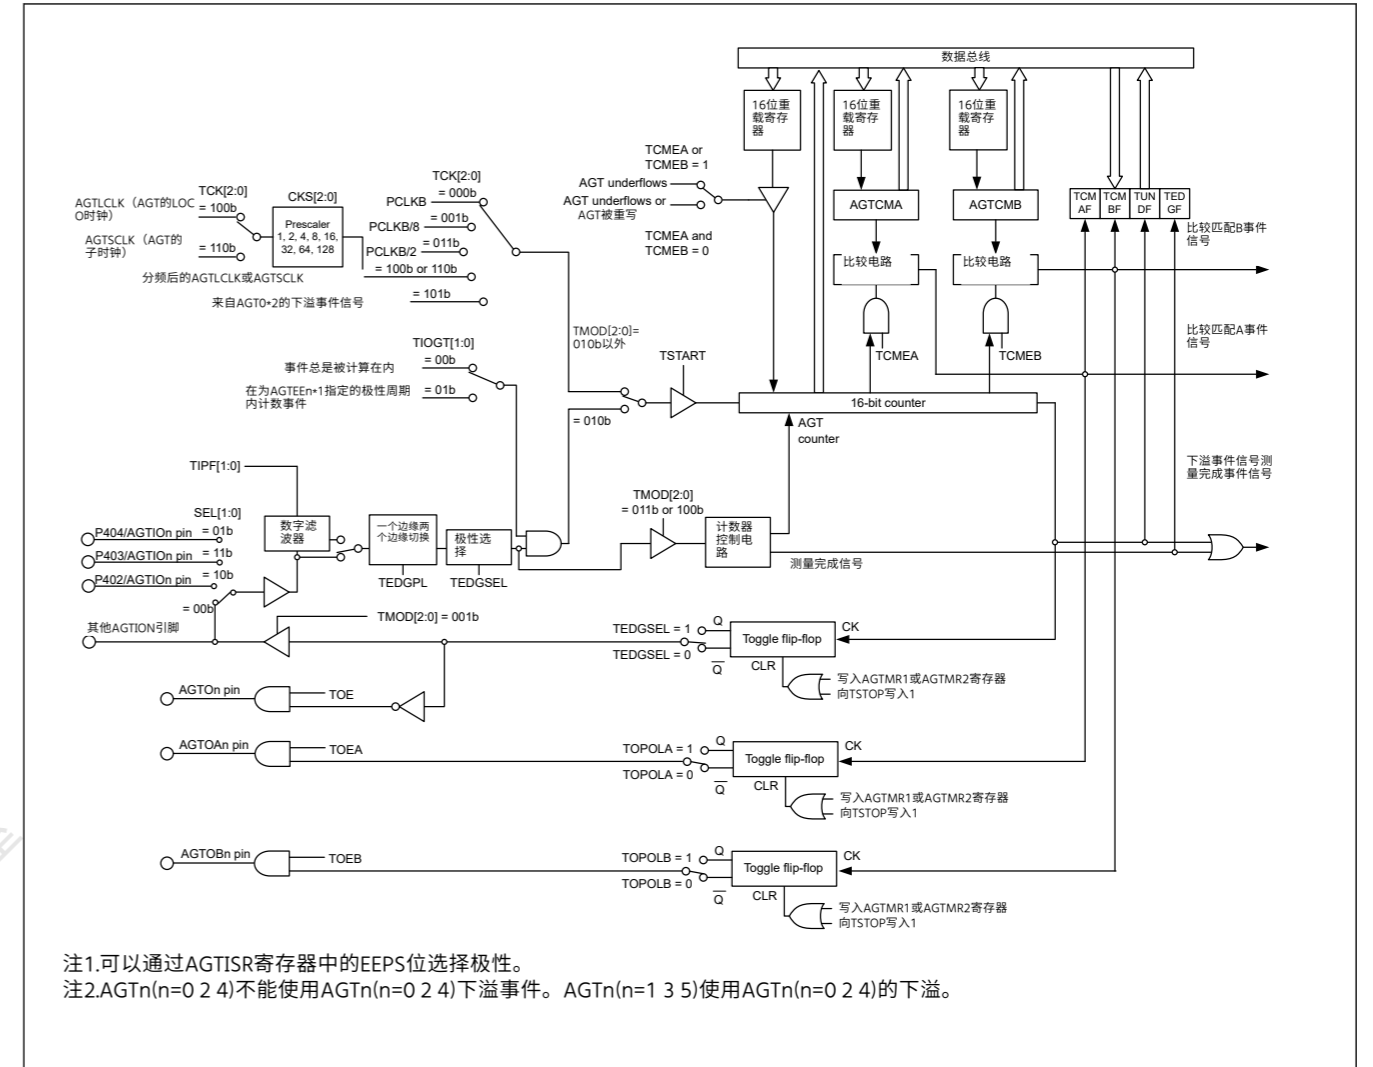 数据总线
16位重
载寄存
器
16位重
载寄存
器
16位重
载寄存
器
TCMEA or
TCMEB = 1
AGT underflows
AGT underflows or
AGT被重写
TCMEA and
TCMEB = 0
AGTCMA
AGTCMB
TCM
AF
TCM
BF
TUN
DF
TED
GF
比较电路
比较电路
TCMEA
TCMEB
比较匹配B事件
信号
比较匹配A事件
信号
下溢事件信号测
量完成事件信号
TCK[2:0]
AGTLCLK（AGT的LOC
O时钟）
= 100b
AGTSCLK（AGT的
子时钟）
= 110b
CKS[2:0]
Prescaler
1, 2, 4, 8, 16,
32, 64, 128
TCK[2:0]
PCLKB
= 000b
PCLKB/8
= 001b
PCLKB/2
= 011b
分频后的AGTLCLK或AGTSCLK
= 100b or 110b
来自AGT0*2的下溢事件信号
= 101b
TMOD[2:0]=
010b以外
TIOGT[1:0]
事件总是被计算在内
= 00b
在为AGTEEn*1指定的极性周期
内计数事件
= 01b
= 010b
TSTART
16-bit counter
AGT
counter
TIPF[1:0]
SEL[1:0]
P404/AGTIOn pin
= 01b
P403/AGTIOn pin
= 11b
P402/AGTIOn pin
= 10b
= 00b
其他AGTION引脚
数字滤
波器
一个边缘两
个边缘切换
TEDGPL
极性选
择
TEDGSEL
TMOD[2:0]
= 011b or 100b
计数器
控制电
路
测量完成信号
TMOD[2:0] = 001b
TEDGSEL = 1
TEDGSEL = 0
Q
Q
Toggle flip-flop
CK
CLR
写入AGTMR1或AGTMR2寄存器
向TSTOP写入1
AGTOn pin
TOE
AGTOAn pin
TOEA
TOPOLA = 1
TOPOLA = 0
Q
Q
Toggle flip-flop
CK
CLR
写入AGTMR1或AGTMR2寄存器
向TSTOP写入1
AGTOBn pin
TOEB
TOPOLB = 1
TOPOLB = 0
Q
Q
Toggle flip-flop
CK
CLR
写入AGTMR1或AGTMR2寄存器
向TSTOP写入1
注1.可以通过AGTISR寄存器中的EEPS位选择极性。
注2.AGTn(n=0 2 4)不能使用AGTn(n=0 2 4)下溢事件。AGTn(n=1 3 5)使用AGTn(n=0 2 4)的下溢。